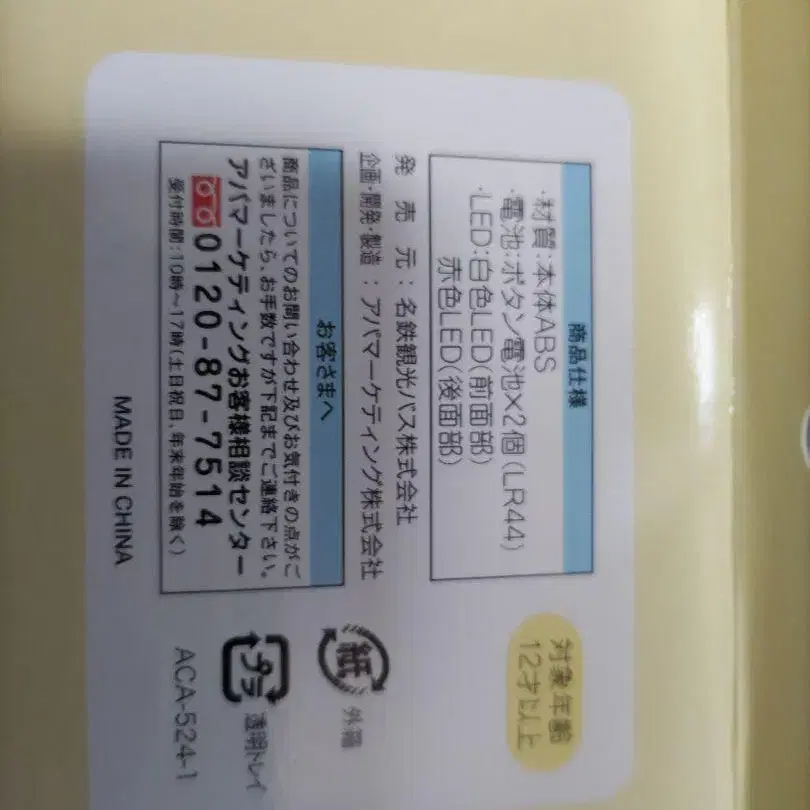 商品仕様
・材質:本体ABS
・電池:ボタン電池×2個(LR44)
・LED:白色LED(前面部)
赤色LED(後面部)
発売元:名鉄観光バス株式会社
企画・開発・製造:アパマーケティング株式会社
お客さまへ
商品についてのお問い合わせ及びお気付きの点がご
ざいましたら、お手数ですが下記までご連絡下さい。
アパマーケティングお客様相談センター
0120-87-7514
受付時間:10時~17時(土日祝日、年末年始を除く)
MADE IN CHINA
対象年齢
12才以上
紙
外箱
プラ
透明トレイ
ACA-524-1